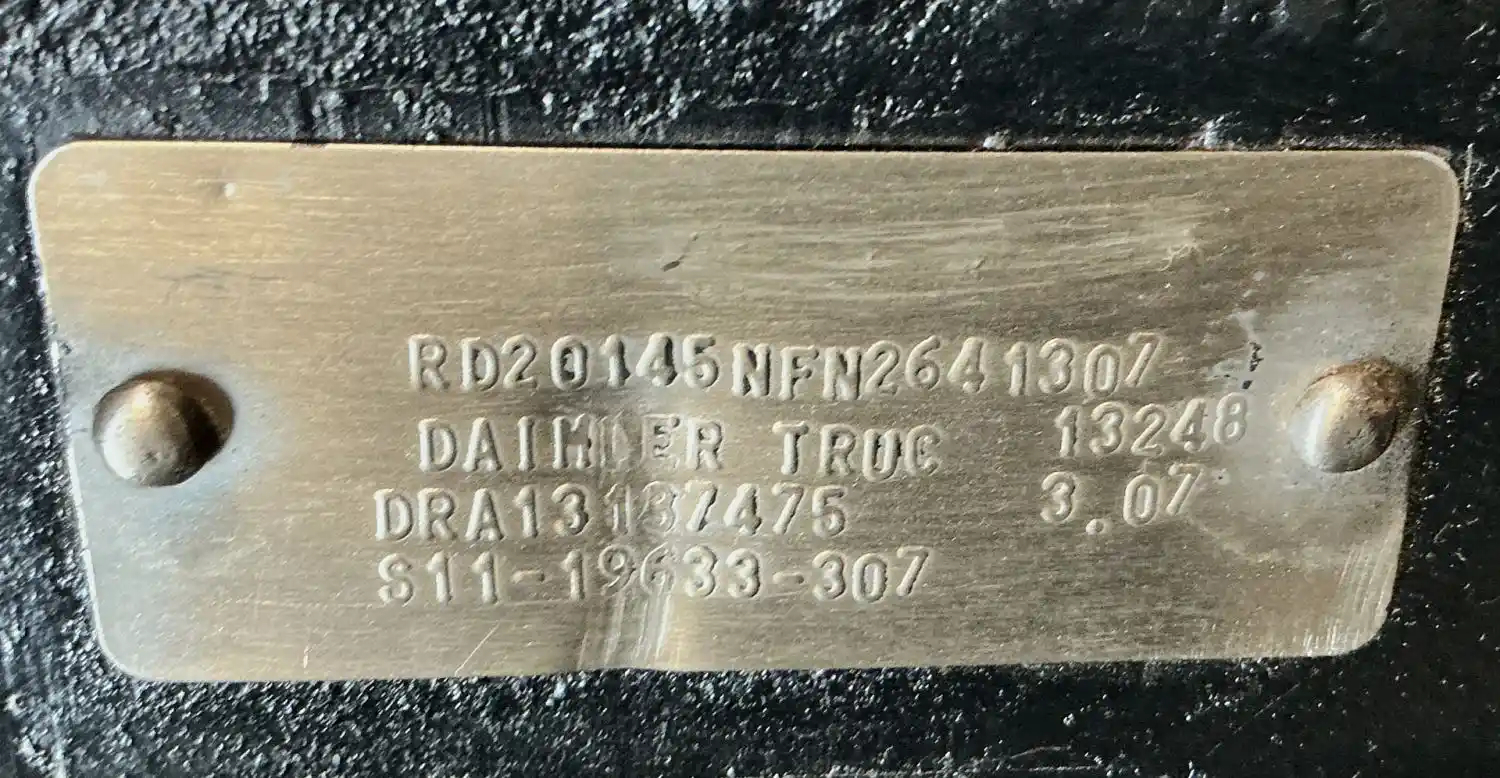 RD20145NFN2641307
DAIMLER TRUC 13248
DRA13137475 3.07
S11-19633-307